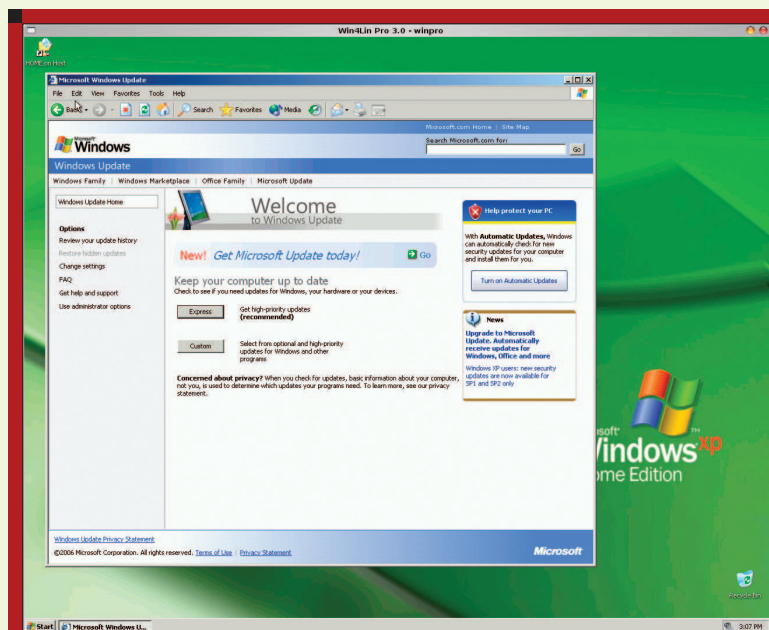 Win4Lin Pro 3.0 - winpro
HOME on Host
Microsoft Windows Update
File Edit View Favorites Tools Help
Back Search Favorites Media
Microsoft.com Home | Site Map
Microsoft
Windows
Search Microsoft.com for:
Go
Windows Update
Windows Family | Windows Marketplace | Office Family | Microsoft Update
Windows Update Home
Options
Review your update history
Restore hidden updates
Change settings
FAQ
Get help and support
Use administrator options
Welcome
to Windows Update
New! Get Microsoft Update today! Go
Keep your computer up to date
Check to see if you need updates for Windows, your hardware or your devices.
Express
Get high-priority updates
(recommended)
Custom
Select from optional and high-priority
updates for Windows and other
programs
Concerned about privacy? When you check for updates, basic information about your computer,
not you, is used to determine which updates your programs need. To learn more, see our privacy
statement.
Help protect your PC
With Automatic Updates, Windows
can automatically check for new
security updates for your computer
and install them for you.
Turn on Automatic Updates
News
Upgrade to Microsoft
Update. Automatically
receive updates for
Windows, Office and more
Windows XP users: new security
updates are now available for
SP1 and SP2 only
Windows Update Privacy Statement
©2006 Microsoft Corporation. All rights reserved. Terms of Use | Privacy Statement
Microsoft
osoft
indows xp
TM
ome Edition
Recycle Bin
Start Microsoft Windows U... 3:07 PM